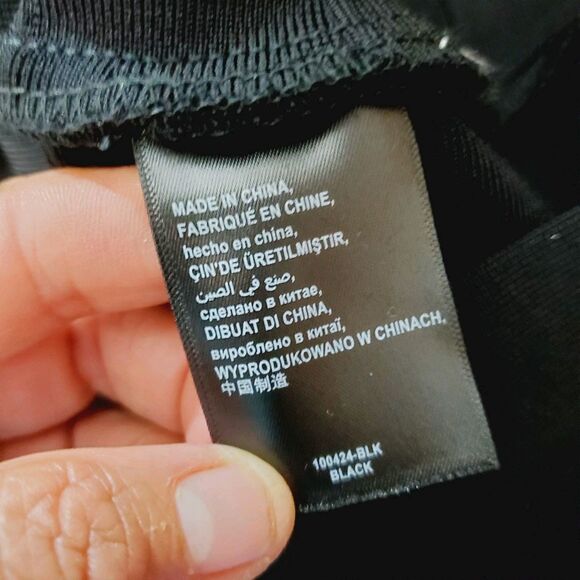 MADE IN CHINA,
FABRIQUÉ EN CHINE,
hecho en china,
ÇIN'DE ÜRETILMIŞTIR,
صنع في الصين,
сделано в китае,
DIBUAT DI CHINA,
вироблено в китаї,
WYPRODUKOWANO W CHINACH,
中国制造
100424-BLK
BLACK